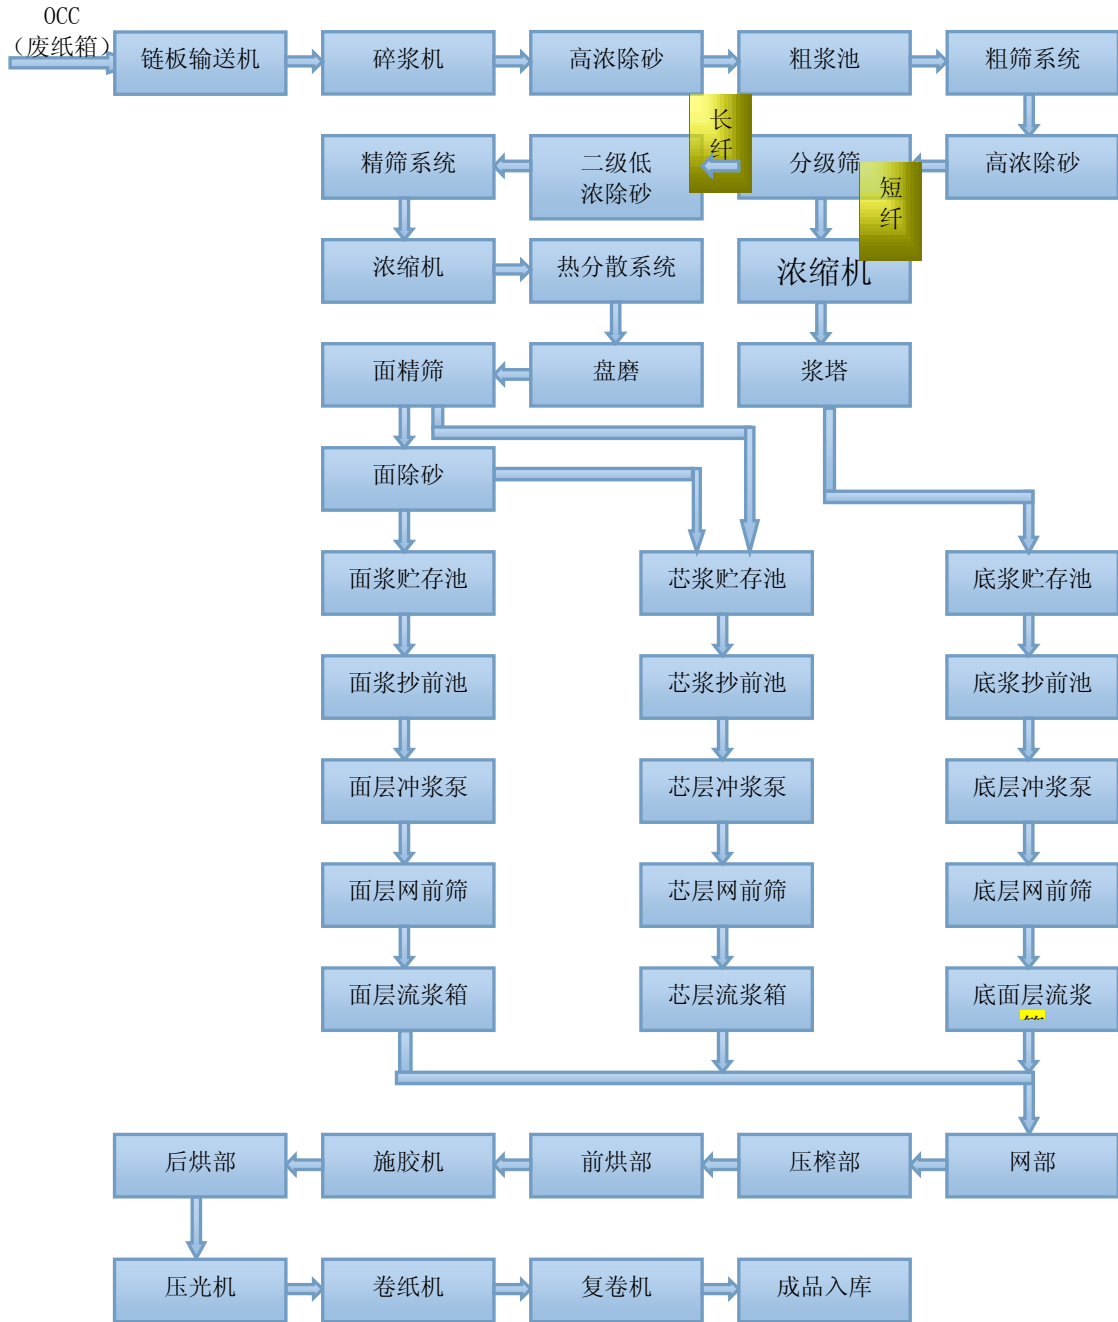 OCC
（废纸箱）
链板输送机
碎浆机
高浓除砂
粗浆池
粗筛系统
精筛系统
二级低
浓除砂
长
纤
分级筛
短
纤
高浓除砂
浓缩机
热分散系统
浓缩机
面精筛
盘磨
浆塔
面除砂
面浆贮存池
芯浆贮存池
底浆贮存池
面浆抄前池
芯浆抄前池
底浆抄前池
面层冲浆泵
芯层冲浆泵
底层冲浆泵
面层网前筛
芯层网前筛
底层网前筛
面层流浆箱
芯层流浆箱
底面层流浆
后烘部
施胶机
前烘部
压榨部
网部
压光机
卷纸机
复卷机
成品入库